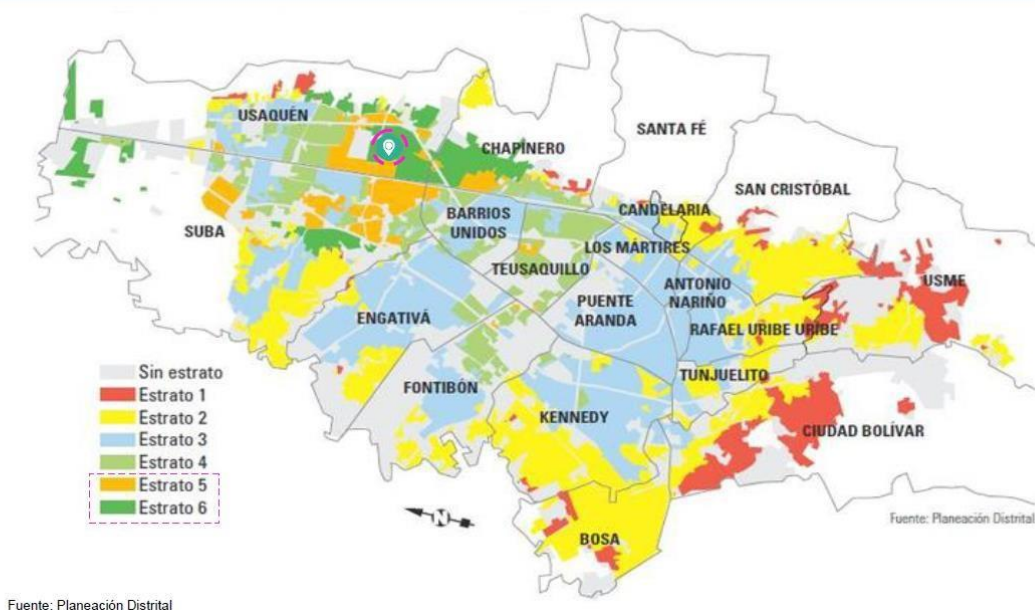 USAQUÉN
CHAPINERO
SANTA FÉ
SAN CRISTÓBAL
SUBA
BARRIOS
UNIDOS
CANDELARIA
LOS MÁRTIRES
TEUSAQUILLO
ANTONIO
NARIÑO
USME
ENGATIVÁ
PUENTE
ARANDA
RAFAEL URIBE URIBE
FONTIBÓN
TUNJUELITO
KENNEDY
CIUDAD BOLÍVAR
BOSA
Sin estrato
Estrato 1
Estrato 2
Estrato 3
Estrato 4
Estrato 5
Estrato 6
N
Fuente: Planeación Distrital
Fuente: Planeación Distrital